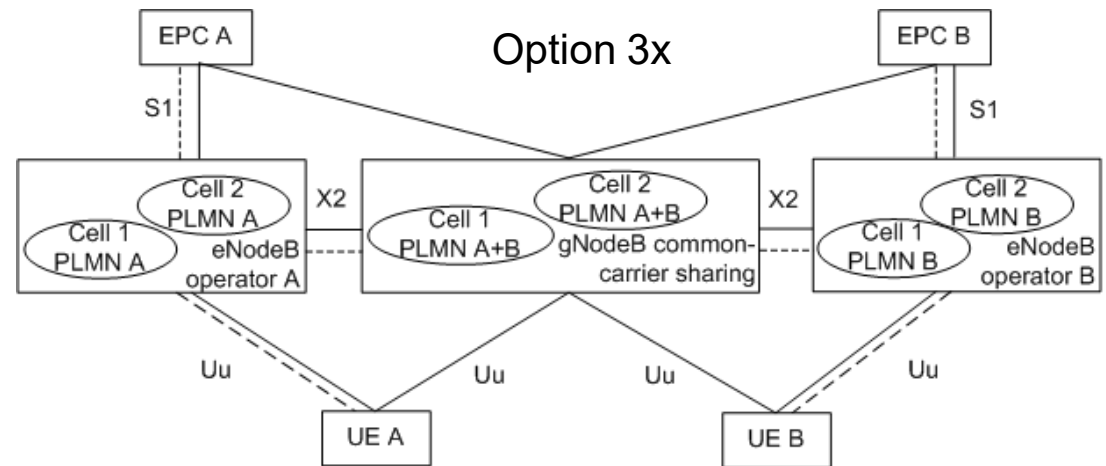 EPC A
Option 3x
EPC B
S1
S1
Cell 2
PLMN A
Cell 1
PLMN A
eNodeB
operator A
X2
Cell 2
PLMN A+B
Cell 1
PLMN A+B
gNodeB common-
carrier sharing
X2
Cell 2
PLMN B
Cell 1
PLMN B
eNodeB
operator B
Uu
Uu
Uu
Uu
UE A
UE B